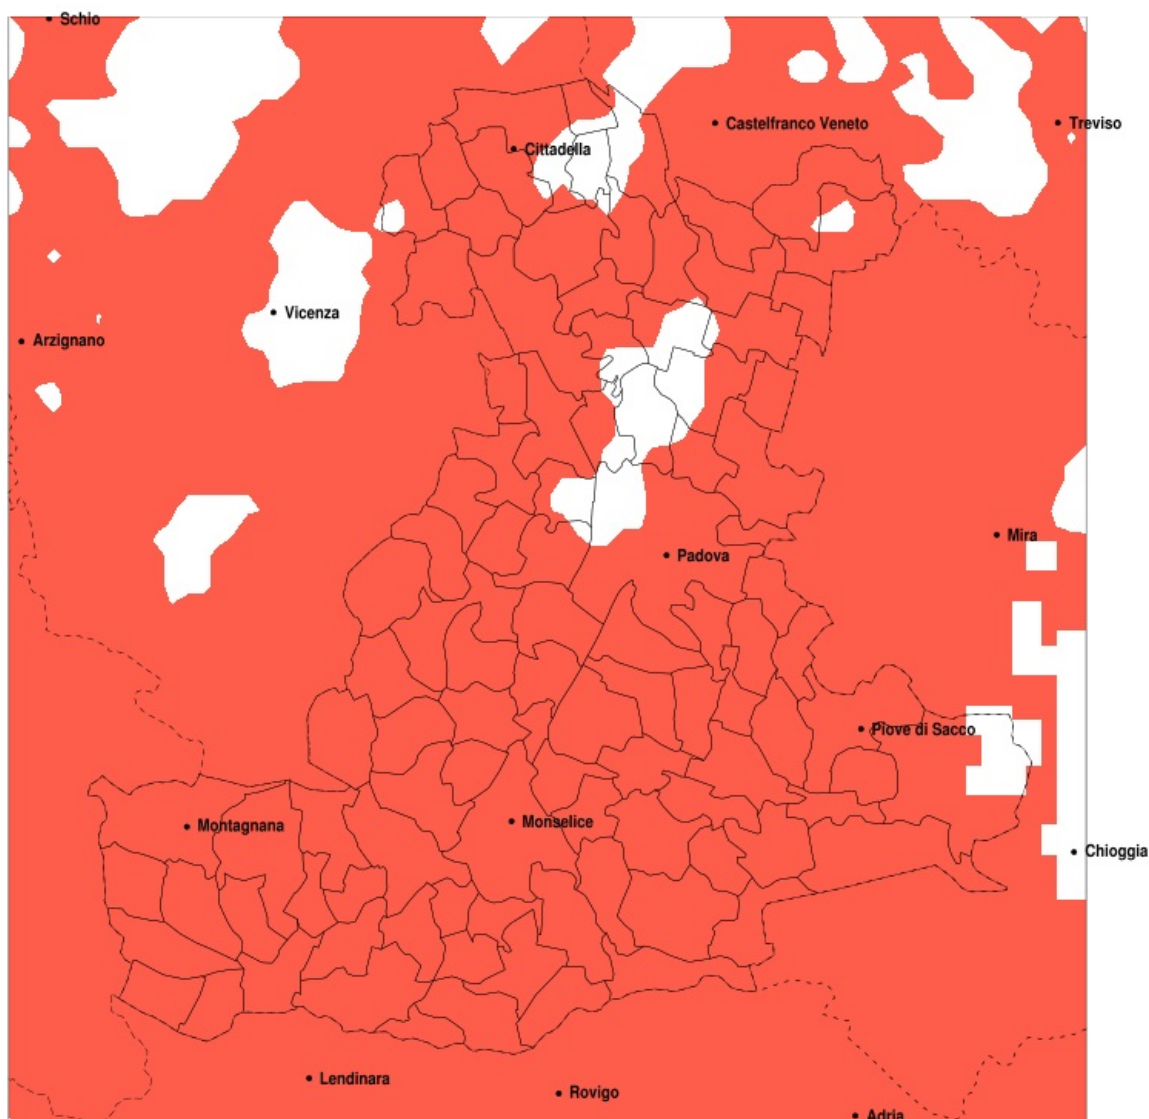 Schio
Castelfranco Veneto
Treviso
Cittadella
Vicenza
Arzignano
Mira
Padova
Piove di Sacco
Montagnana
Monselice
Chioggia
Lendinara
Rovigo
Adria